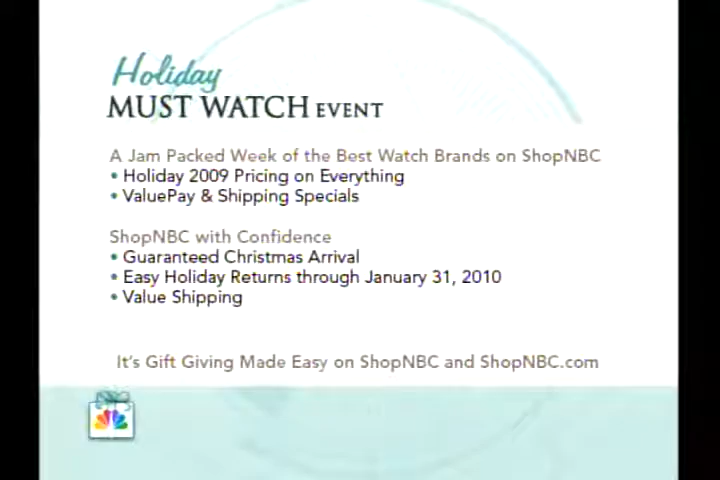 Holiday
MUST WATCH EVENT
A Jam Packed Week of the Best Watch Brands on ShopNBC
• Holiday 2009 Pricing on Everything
• ValuePay & Shipping Specials
ShopNBC with Confidence
• Guaranteed Christmas Arrival
• Easy Holiday Returns through January 31, 2010
• Value Shipping
It's Gift Giving Made Easy on ShopNBC and ShopNBC.com